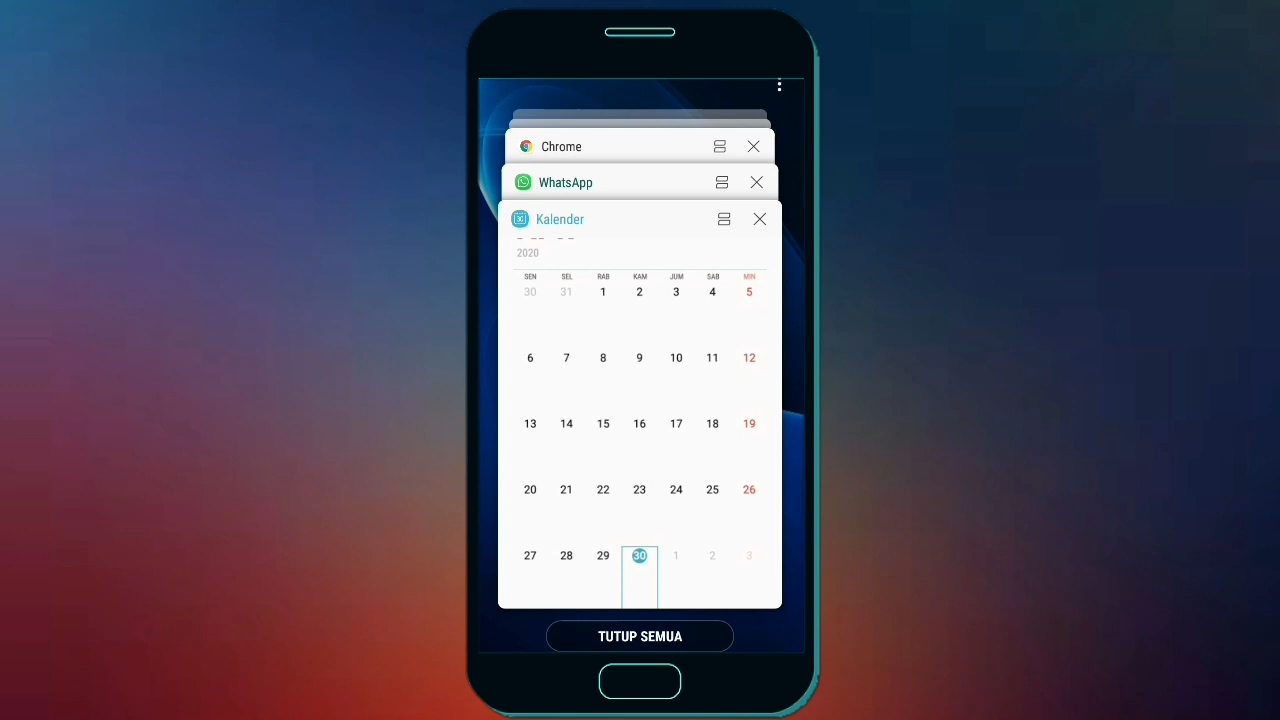 Chrome
WhatsApp
Kalender
2020
SEN SEL RAB KAM JUM SAB MIN
30 31 1 2 3 4 5
6 7 8 9 10 11 12
13 14 15 16 17 18 19
20 21 22 23 24 25 26
27 28 29 30 1 2 3
TUTUP SEMUA